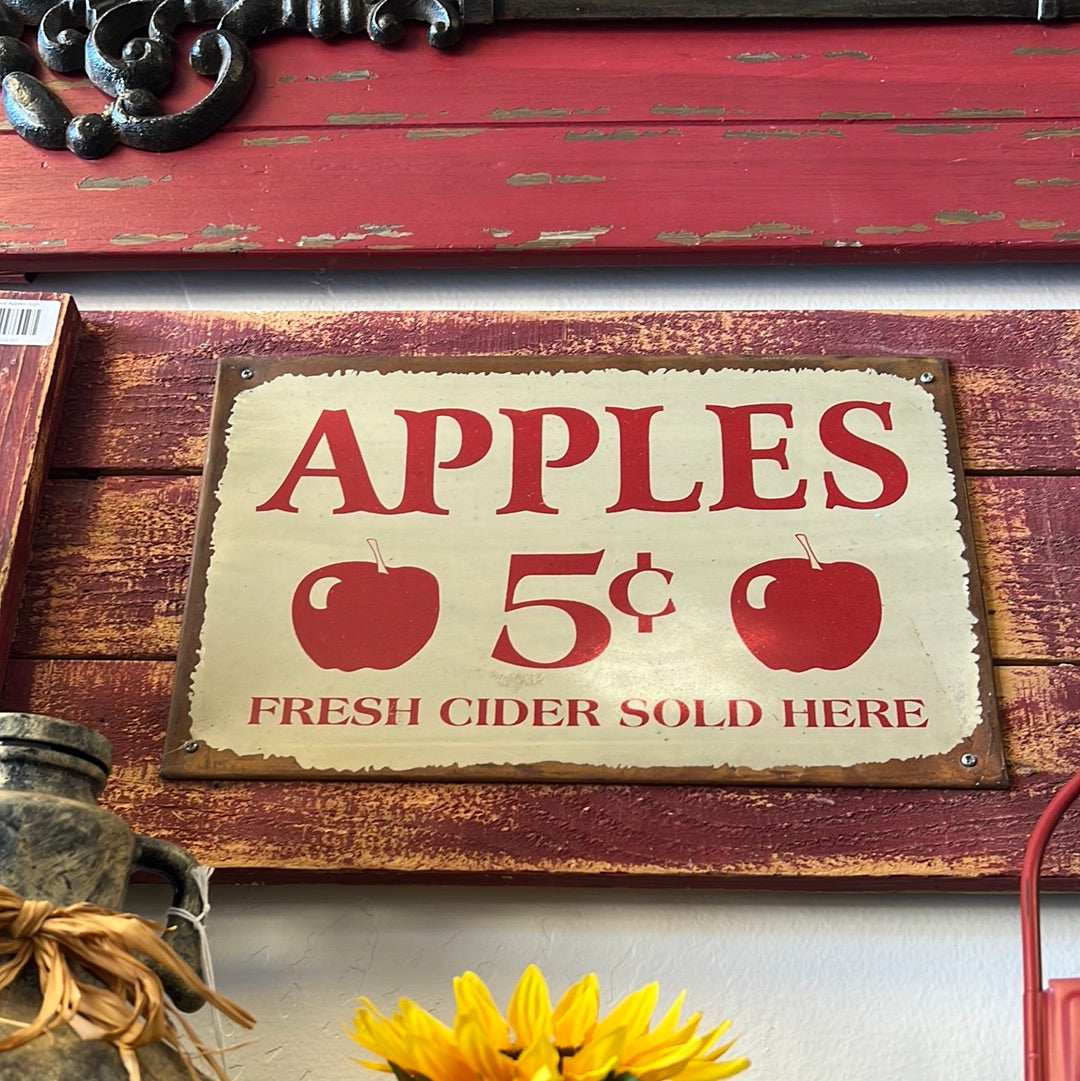 APPLES
5¢
FRESH CIDER SOLD HERE